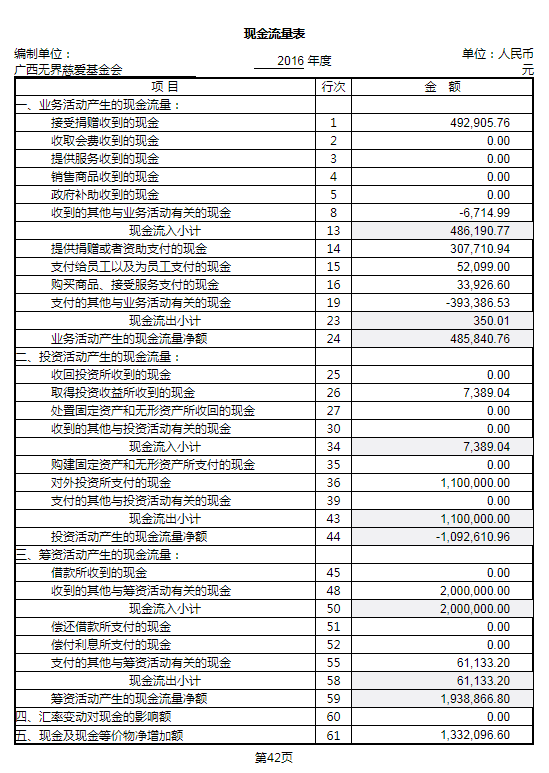 现金流量表
编制单位：
广西无界慈爱基金会
2016 年度
单位：人民币
元
项 目 行次 金 额
一、业务活动产生的现金流量：
接受捐赠收到的现金 1 492,905.76
收取会费收到的现金 2 0.00
提供服务收到的现金 3 0.00
销售商品收到的现金 4 0.00
政府补助收到的现金 5 0.00
收到的其他与业务活动有关的现金 8 -6,714.99
现金流入小计 13 486,190.77
提供捐赠或者资助支付的现金 14 307,710.94
支付给员工以及为员工支付的现金 15 52,099.00
购买商品、接受服务支付的现金 16 33,926.60
支付的其他与业务活动有关的现金 19 -393,386.53
现金流出小计 23 350.01
业务活动产生的现金流量净额 24 485,840.76
二、投资活动产生的现金流量：
收回投资所收到的现金 25 0.00
取得投资收益所收到的现金 26 7,389.04
处置固定资产和无形资产所收回的现金 27 0.00
收到的其他与投资活动有关的现金 30 0.00
现金流入小计 34 7,389.04
购建固定资产和无形资产所支付的现金 35 0.00
对外投资所支付的现金 36 1,100,000.00
支付的其他与投资活动有关的现金 39 0.00
现金流出小计 43 1,100,000.00
投资活动产生的现金流量净额 44 -1,092,610.96
三、筹资活动产生的现金流量：
借款所收到的现金 45 0.00
收到的其他与筹资活动有关的现金 48 2,000,000.00
现金流入小计 50 2,000,000.00
偿还借款所支付的现金 51 0.00
偿付利息所支付的现金 52 0.00
支付的其他与筹资活动有关的现金 55 61,133.20
现金流出小计 58 61,133.20
筹资活动产生的现金流量净额 59 1,938,866.80
四、汇率变动对现金的影响额 60 0.00
五、现金及现金等价物净增加额 61 1,332,096.60
第42页